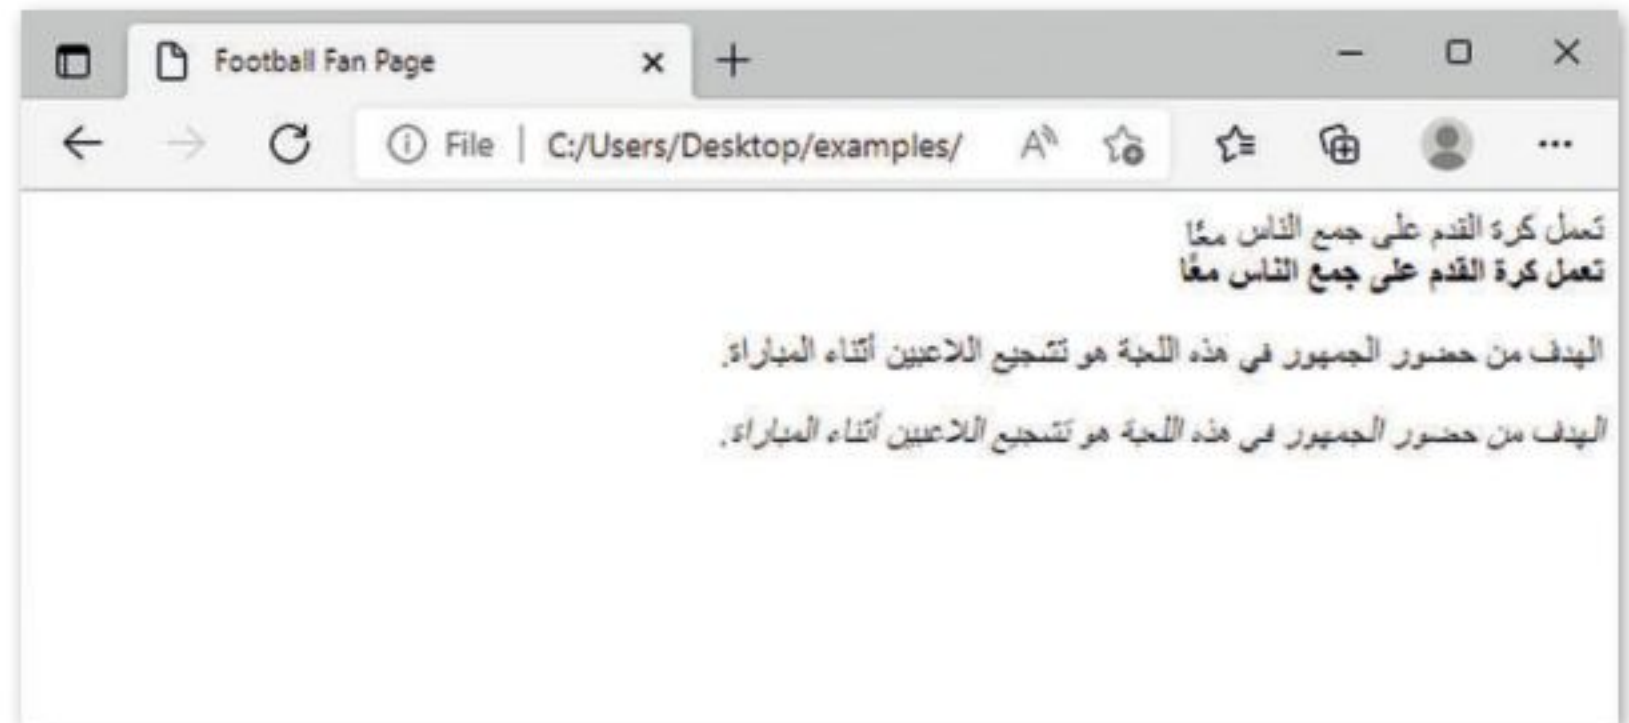 Football Fan Page
File | C:/Users/Desktop/examples/
تعمل كرة القدم على جمع الناس معًا
تعمل كرة القدم على جمع الناس معًا
الهدف من حضور الجمهور في هذه اللعبة هو تشجيع اللاعبين أثناء المباراة.
الهدف من حضور الجمهور في هذه اللعبة هو تشجيع اللاعبين أثناء المباراة.